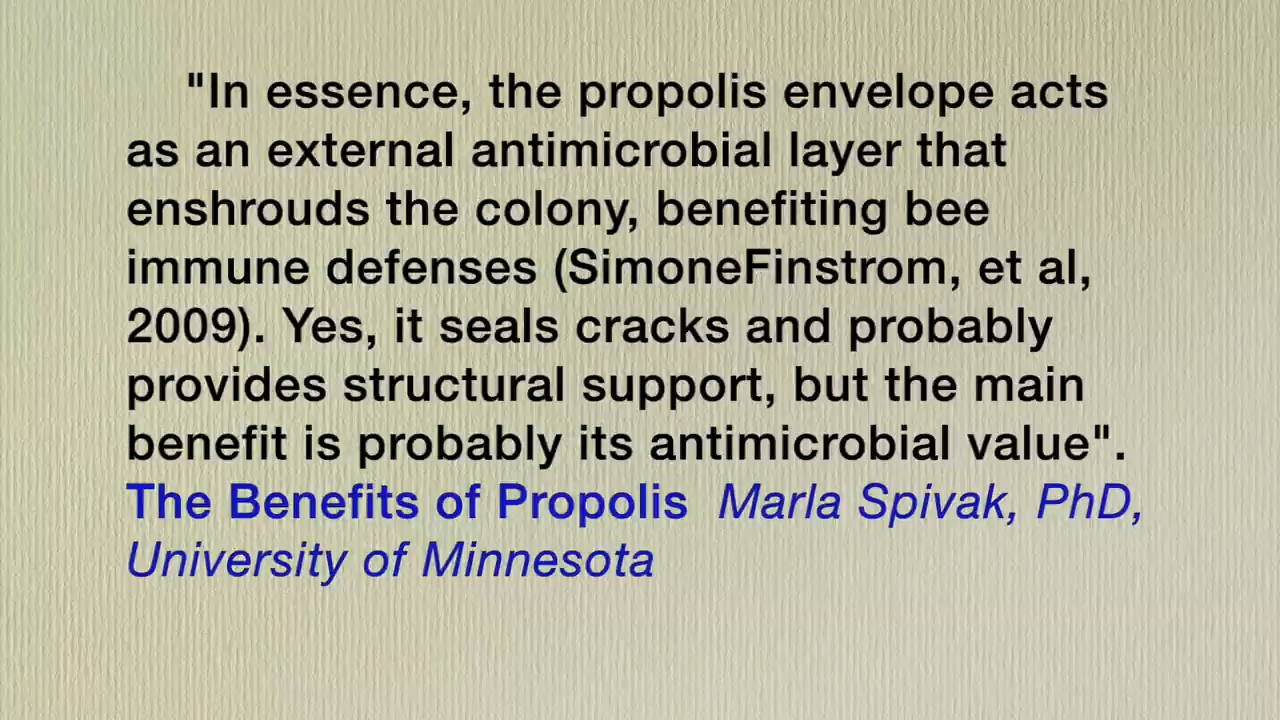 "In essence, the propolis envelope acts
as an external antimicrobial layer that
enshrouds the colony, benefiting bee
immune defenses (SimoneFinstrom, et al,
2009). Yes, it seals cracks and probably
provides structural support, but the main
benefit is probably its antimicrobial value".
The Benefits of Propolis  Marla Spivak, PhD,
University of Minnesota